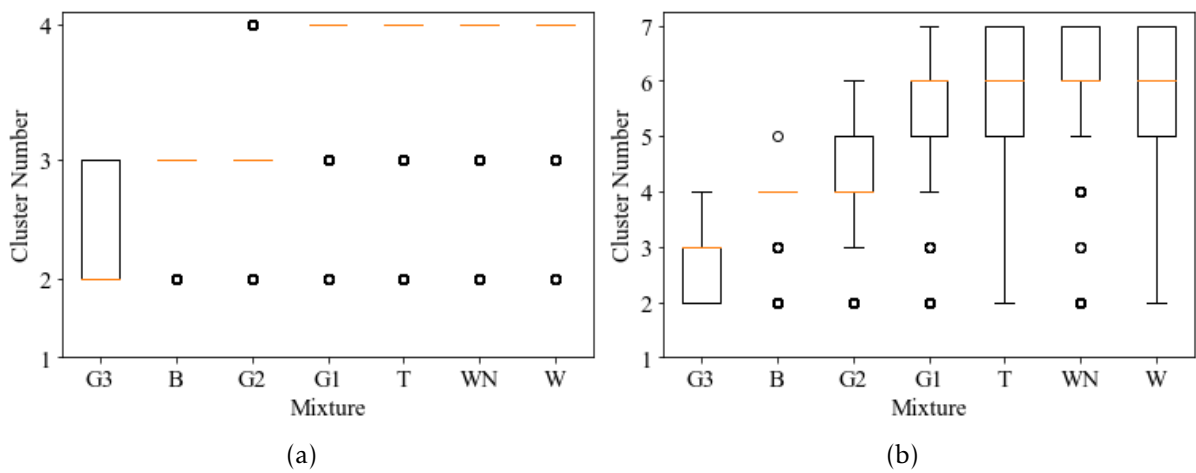 Cluster Number
4
3
2
1
G3 B G2 G1 T WN W
Mixture
(a)
Cluster Number
7
6
5
4
3
2
1
G3 B G2 G1 T WN W
Mixture
(b)